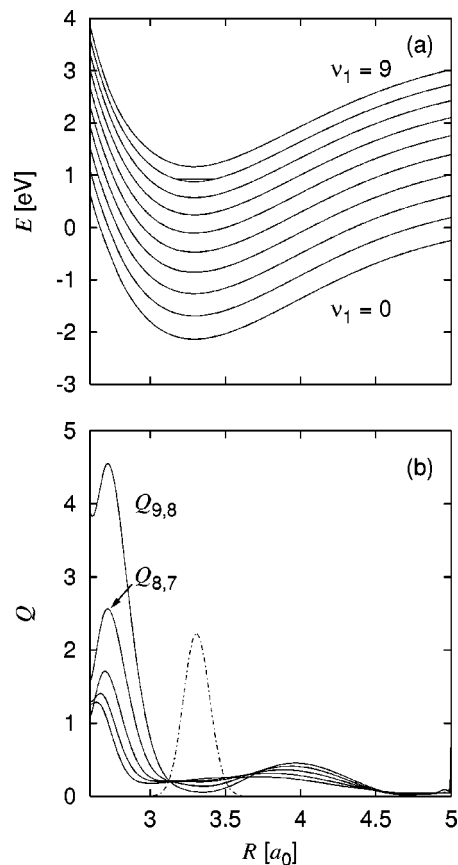 (a)
4
3
2
1
0
-1
-2
-3
E [eV]
ν₁ = 9
ν₁ = 0
(b)
5
4
3
2
1
0
Q
Q₉,₈
Q₈,₇
3 3.5 4 4.5 5
R [a₀]